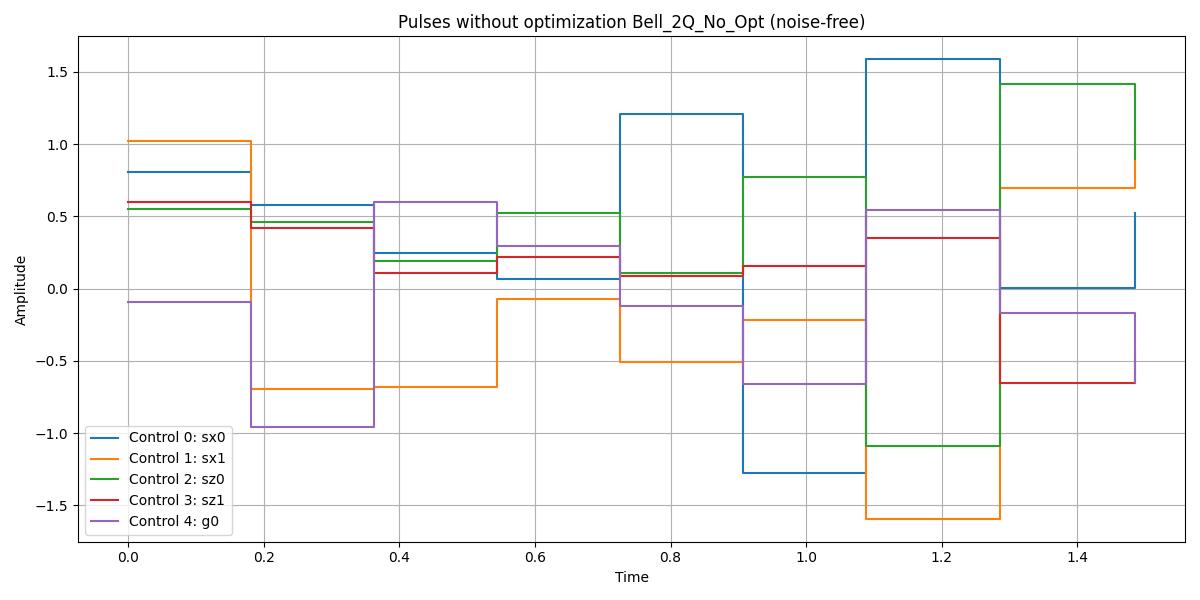 Pulses without optimization Bell_2Q_No_Opt (noise-free)
Amplitude
1.5
1.0
0.5
0.0
−0.5
−1.0
−1.5
Control 0: sx0
Control 1: sx1
Control 2: sz0
Control 3: sz1
Control 4: g0
0.0 0.2 0.4 0.6 0.8 1.0 1.2 1.4
Time